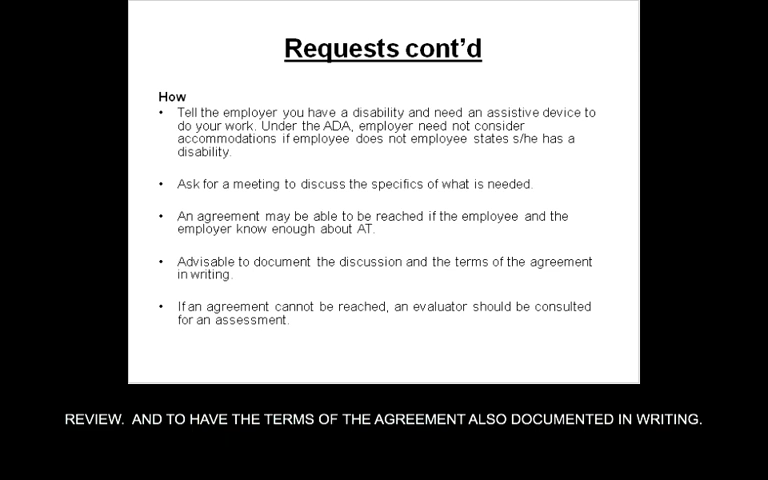 Requests cont'd
How
• Tell the employer you have a disability and need an assistive device to
do your work. Under the ADA, employer need not consider
accommodations if employee does not employee states s/he has a
disability.
• Ask for a meeting to discuss the specifics of what is needed.
• An agreement may be able to be reached if the employee and the
employer know enough about AT.
• Advisable to document the discussion and the terms of the agreement
in writing.
• If an agreement cannot be reached, an evaluator should be consulted
for an assessment.
REVIEW. AND TO HAVE THE TERMS OF THE AGREEMENT ALSO DOCUMENTED IN WRITING.